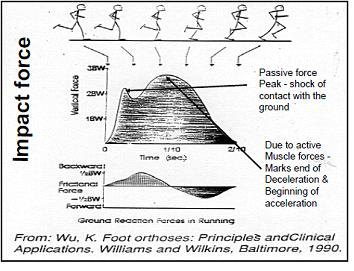 Impact force
3BW
2BW
1BW
Vertical Force
0
1/10
2/10
Time (sec.)
Passive force
Peak - shock of
contact with the
ground
Due to active
Muscle forces -
Marks end of
Deceleration &
Beginning of
acceleration
Backward
½BW
Frictional
Force
-½BW
Forward
Ground Reaction Forces in Running
From: Wu, K. Foot orthoses: Principles andClinical
Applications. Williams and Wilkins, Baltimore, 1990.